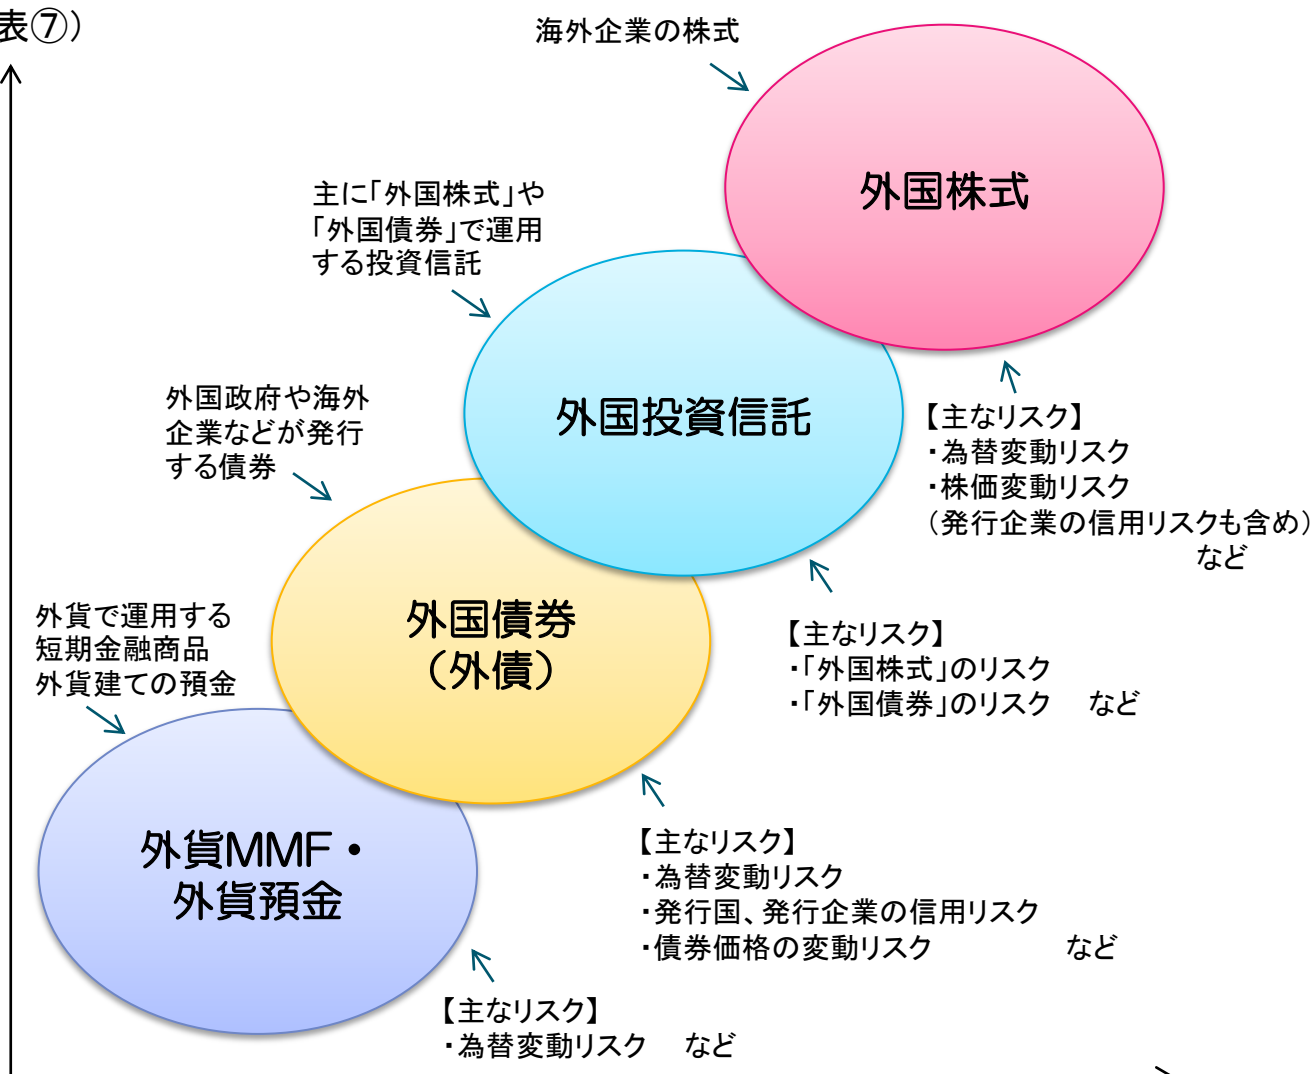 表⑦）
海外企業の株式
外国株式
主に「外国株式」や
「外国債券」で運用
する投資信託
外国投資信託
【主なリスク】
・為替変動リスク
・株価変動リスク
（発行企業の信用リスクも含め）
など
外国政府や海外
企業などが発行
する債券
外国債券
（外債）
【主なリスク】
・「外国株式」のリスク
・「外国債券」のリスク　など
外貨で運用する
短期金融商品
外貨建ての預金
外貨MMF・
外貨預金
【主なリスク】
・為替変動リスク
・発行国、発行企業の信用リスク
・債券価格の変動リスク　　　　など
【主なリスク】
・為替変動リスク　など